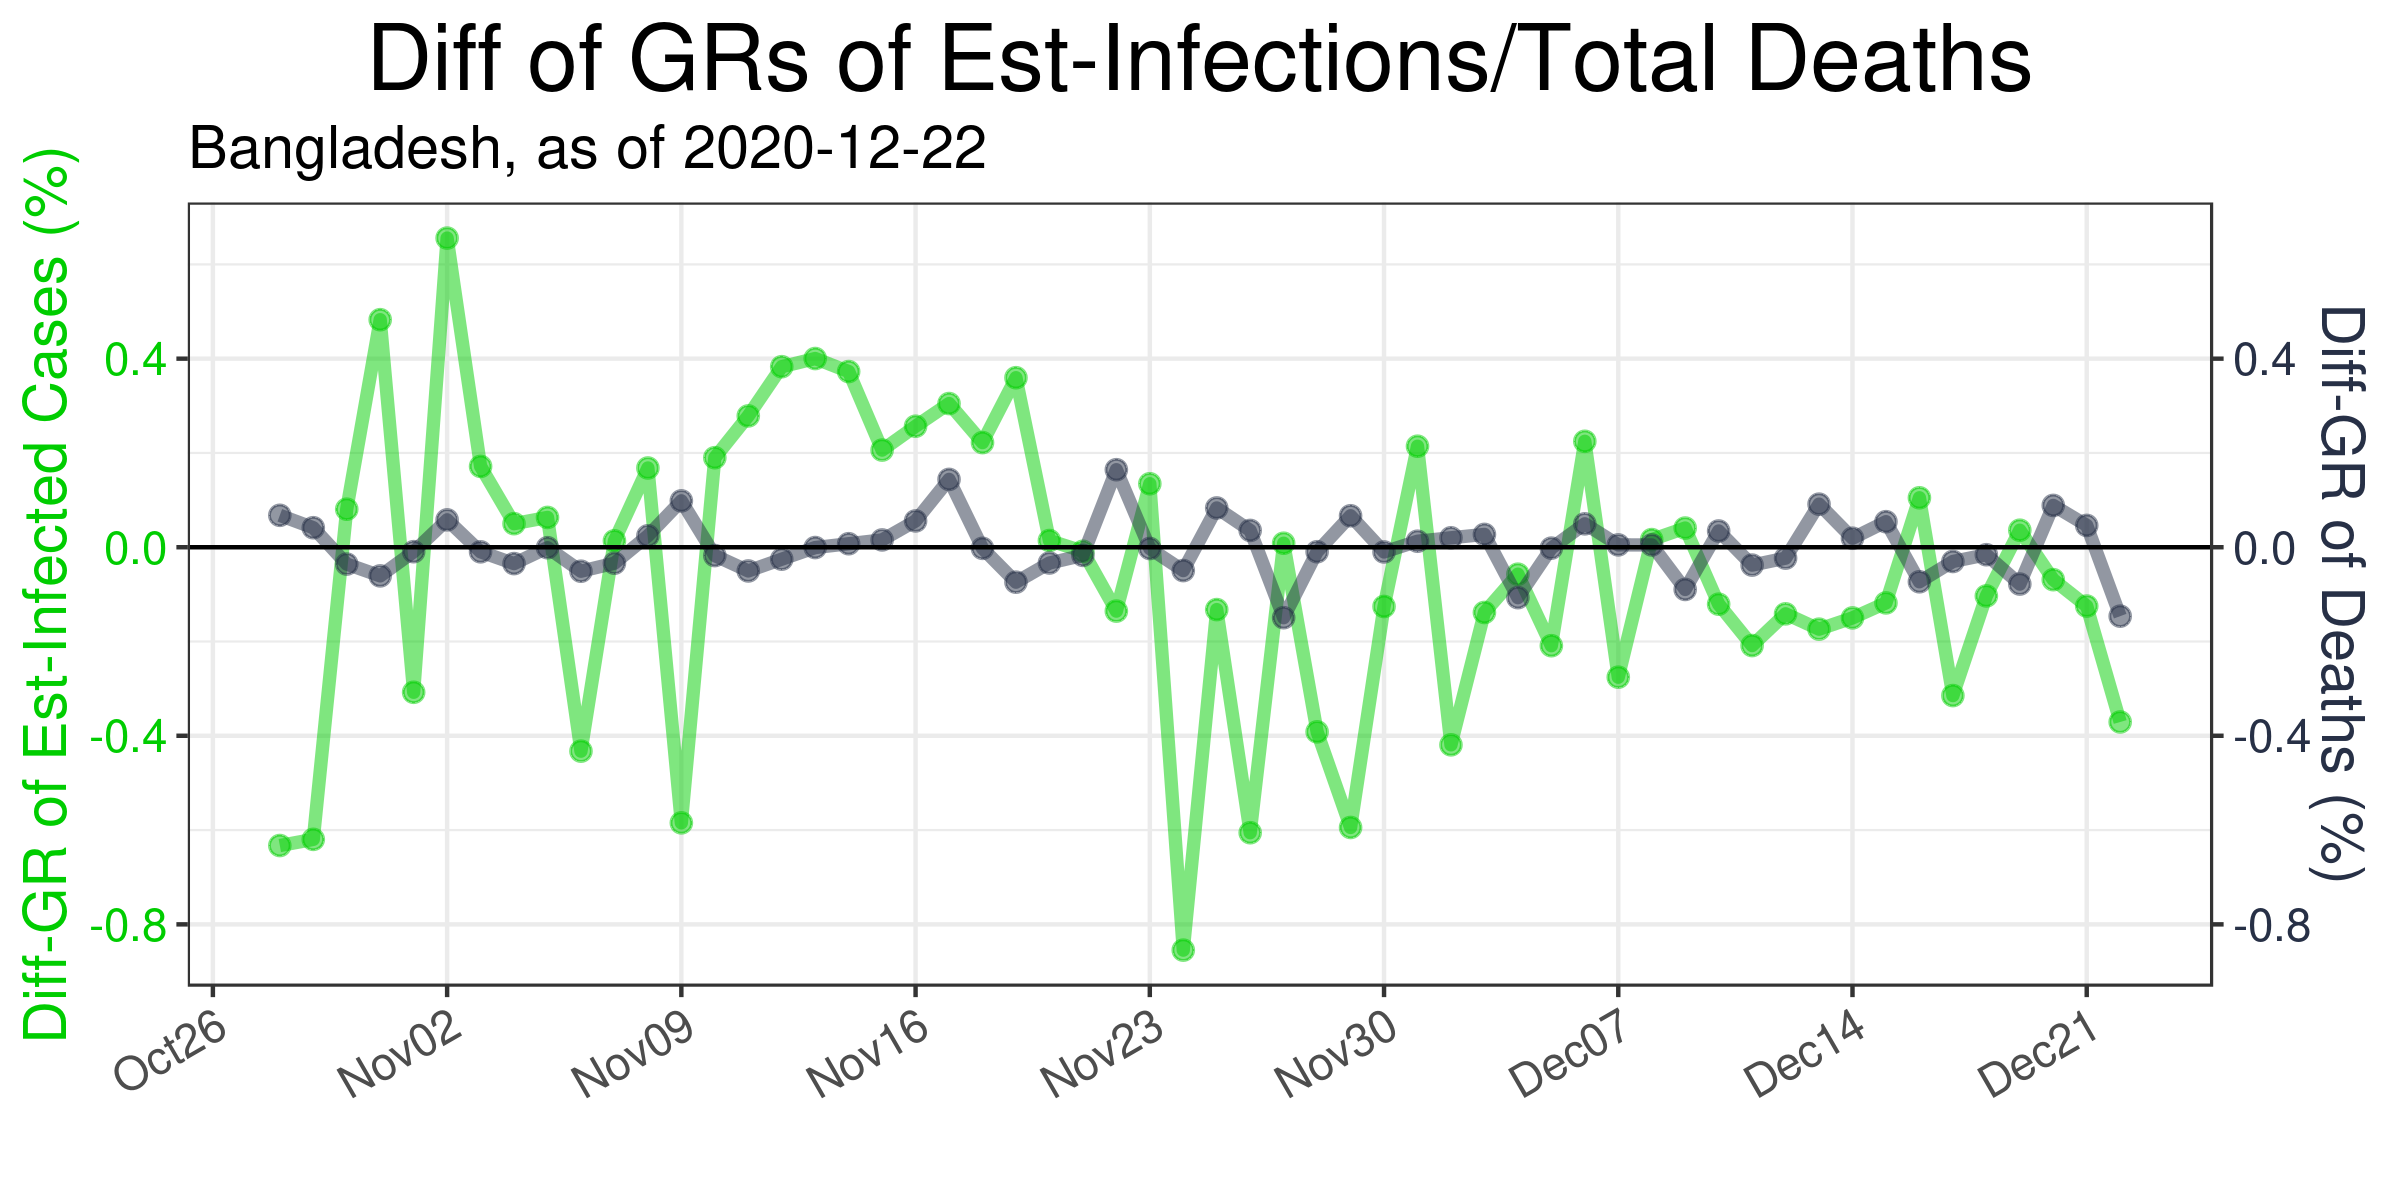 Diff of GRs of Est-Infections/Total Deaths
Bangladesh, as of 2020-12-22
Diff-GR of Est-Infected Cases (%)
0.4
0.0
-0.4
-0.8
0.4
0.0
-0.4
-0.8
Diff-GR of Deaths (%)
Oct26
Nov02
Nov09
Nov16
Nov23
Nov30
Dec07
Dec14
Dec21